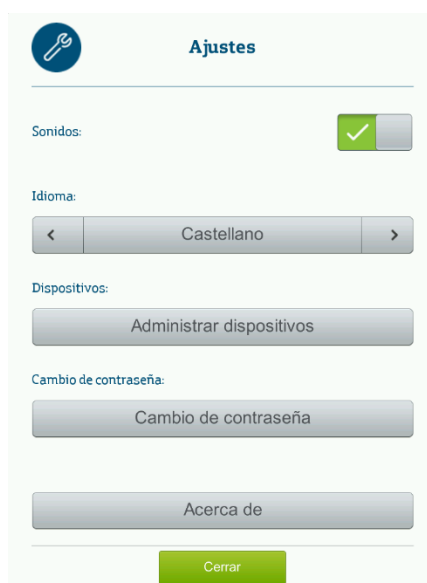 Ajustes
Sonidos:
Idioma:
Castellano
Dispositivos:
Administrar dispositivos
Cambio de contraseña:
Cambio de contraseña
Acerca de
Cerrar